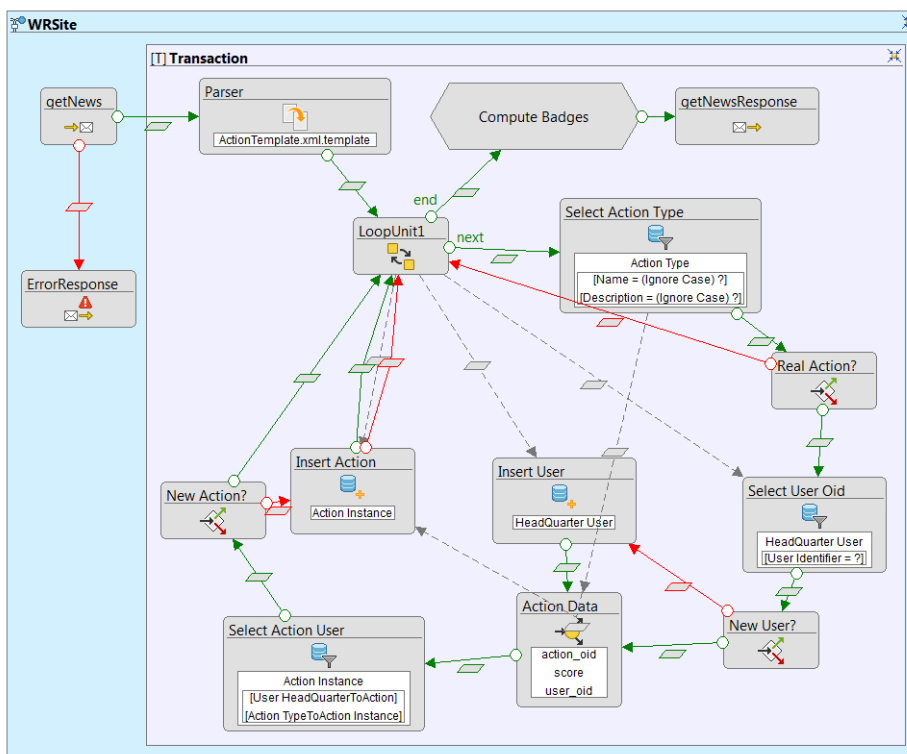 WRSite
[T] Transaction
getNews
Parser
ActionTemplate.xml.template
Compute Badges
getNewsResponse
end
next
LoopUnit1
Select Action Type
Action Type
[Name = (Ignore Case) ?]
[Description = (Ignore Case) ?]
ErrorResponse
Real Action?
Insert Action
Action Instance
New Action?
Insert User
HeadQuarter User
Select User Oid
HeadQuarter User
[User Identifier = ?]
Action Data
action_oid
score
user_oid
New User?
Select Action User
Action Instance
[User HeadQuarterToAction]
[Action TypeToAction Instance]